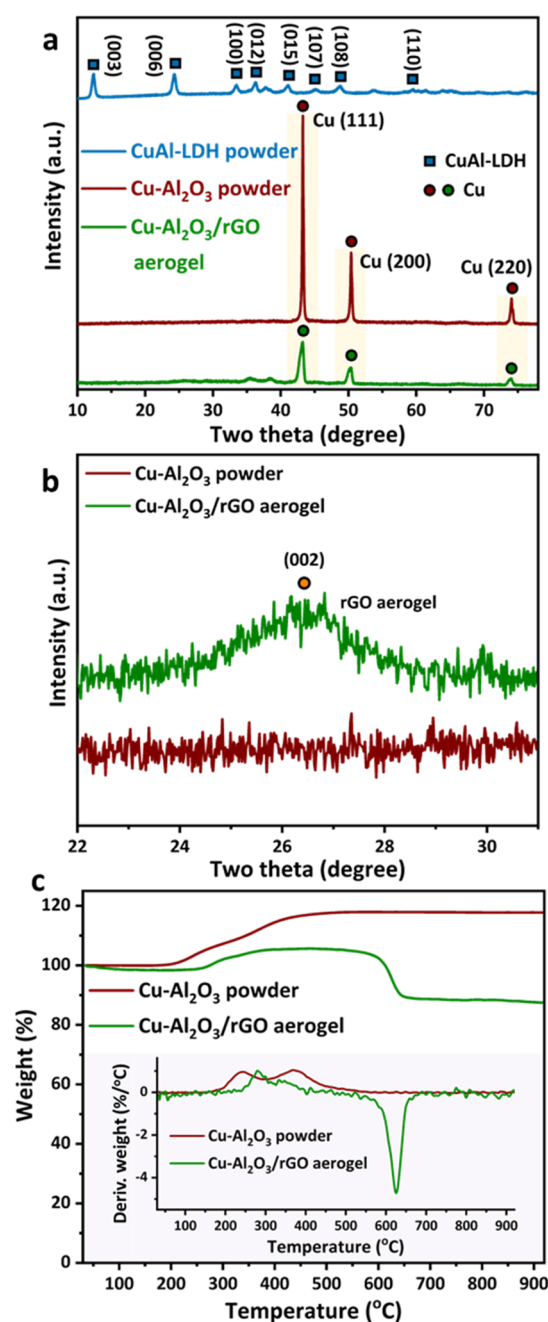 a
(003)
(006)
(100)
(012)
(015)
(107)
(108)
(110)
Cu (111)
CuAl-LDH powder
Cu-Al₂O₃ powder
Cu-Al₂O₃/rGO
aerogel
CuAl-LDH
Cu
Cu (200)
Cu (220)
Intensity (a.u.)
10 20 30 40 50 60 70
Two theta (degree)
b
Cu-Al₂O₃ powder
Cu-Al₂O₃/rGO aerogel
(002)
rGO aerogel
Intensity (a.u.)
22 24 26 28 30
Two theta (degree)
c
120
100
80
60
40
20
0
Weight (%)
Cu-Al₂O₃ powder
Cu-Al₂O₃/rGO aerogel
0
-2
-4
Deriv. weight (%/°C)
Cu-Al₂O₃ powder
Cu-Al₂O₃/rGO aerogel
100 200 300 400 500 600 700 800 900
Temperature (°C)
100 200 300 400 500 600 700 800 900
Temperature (°C)